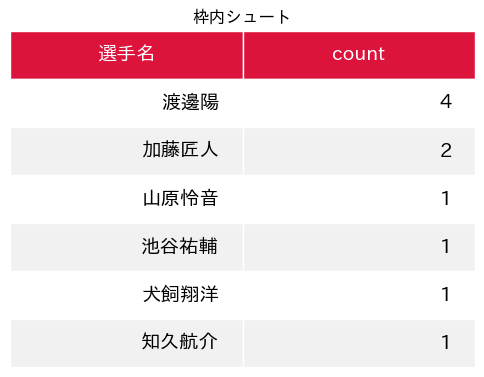 枠内シュート
選手名 count
渡邊陽 4
加藤匠人 2
山原怜音 1
池谷祐輔 1
犬飼翔洋 1
知久航介 1